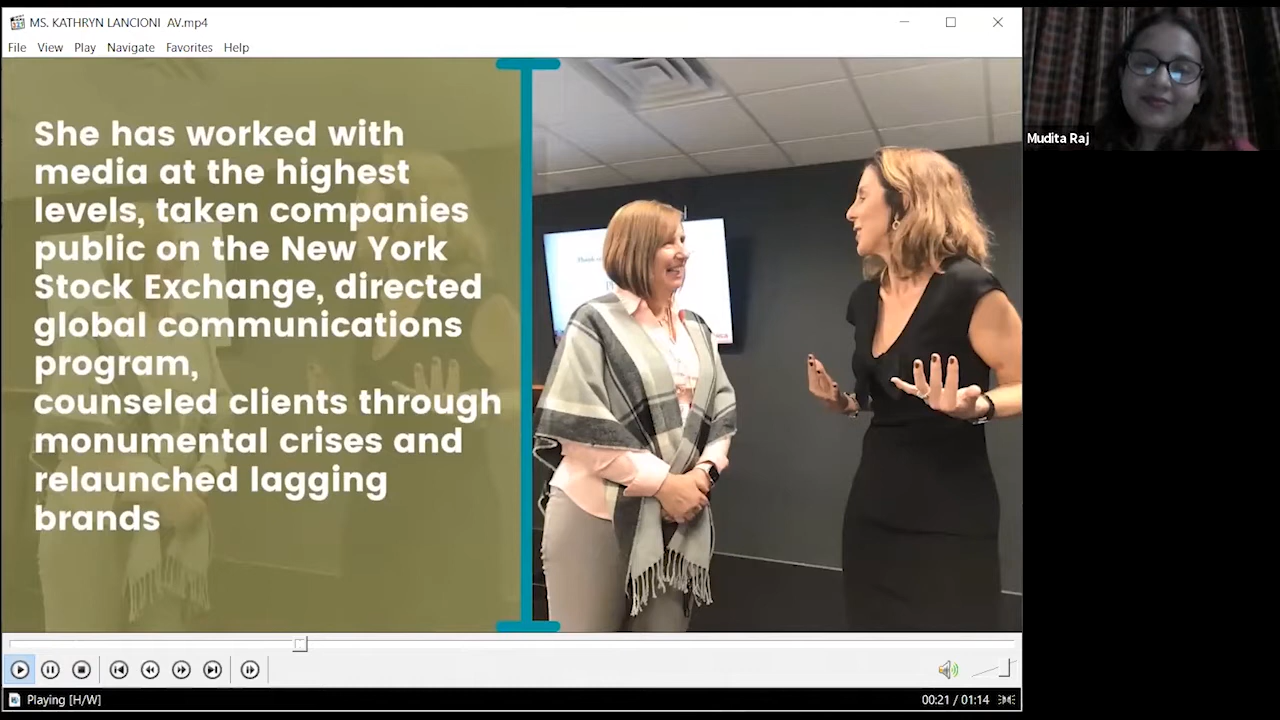 MS. KATHRYN LANCIONI AV.mp4
File View Play Navigate Favorites Help
She has worked with
media at the highest
levels, taken companies
public on the New York
Stock Exchange, directed
global communications
program,
counseled clients through
monumental crises and
relaunched lagging
brands
Mudita Raj
Playing [H/W]
00:21 / 01:14